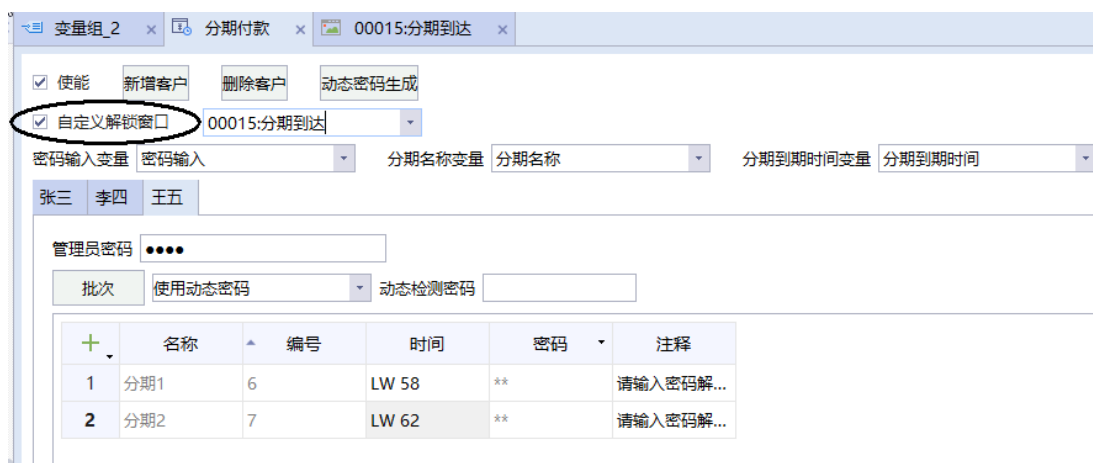 变量组_2 分期付款 00015:分期到达
使能 新增客户 删除客户 动态密码生成
自定义解锁窗口 00015:分期到达
密码输入变量 密码输入 分期名称变量 分期名称 分期到期时间变量 分期到期时间
张三 李四 王五
管理员密码 ●●●●
批次 使用动态密码 动态检测密码
名称 编号 时间 密码 注释
1 分期1 6 LW 58 ** 请输入密码解...
2 分期2 7 LW 62 ** 请输入密码解...